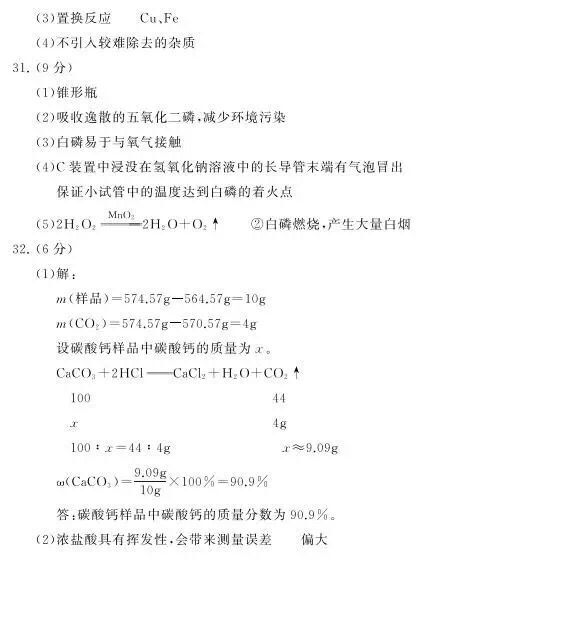 (3)置换反应　　Cu、Fe
(4)不引入较难除去的杂质
31.(9分)
(1)锥形瓶
(2)吸收逸散的五氧化二磷,减少环境污染
(3)白磷易于与氧气接触
(4)C装置中浸没在氢氧化钠溶液中的长导管末端有气泡冒出
保证小试管中的温度达到白磷的着火点
(5)2H₂O₂ ═MnO₂═ 2H₂O+O₂↑　　②白磷燃烧,产生大量白烟
32.(6分)
(1)解:
m(样品)=574.57g−564.57g=10g
m(CO₂)=574.57g−570.57g=4g
设碳酸钙样品中碳酸钙的质量为x。
CaCO₃+2HCl═CaCl₂+H₂O+CO₂↑
100　　44
x　　4g
100∶x=44∶4g　　x≈9.09g
ω(CaCO₃)=9.09g/10g×100%=90.9%
答:碳酸钙样品中碳酸钙的质量分数为90.9%。
(2)浓盐酸具有挥发性,会带来测量误差　　偏大